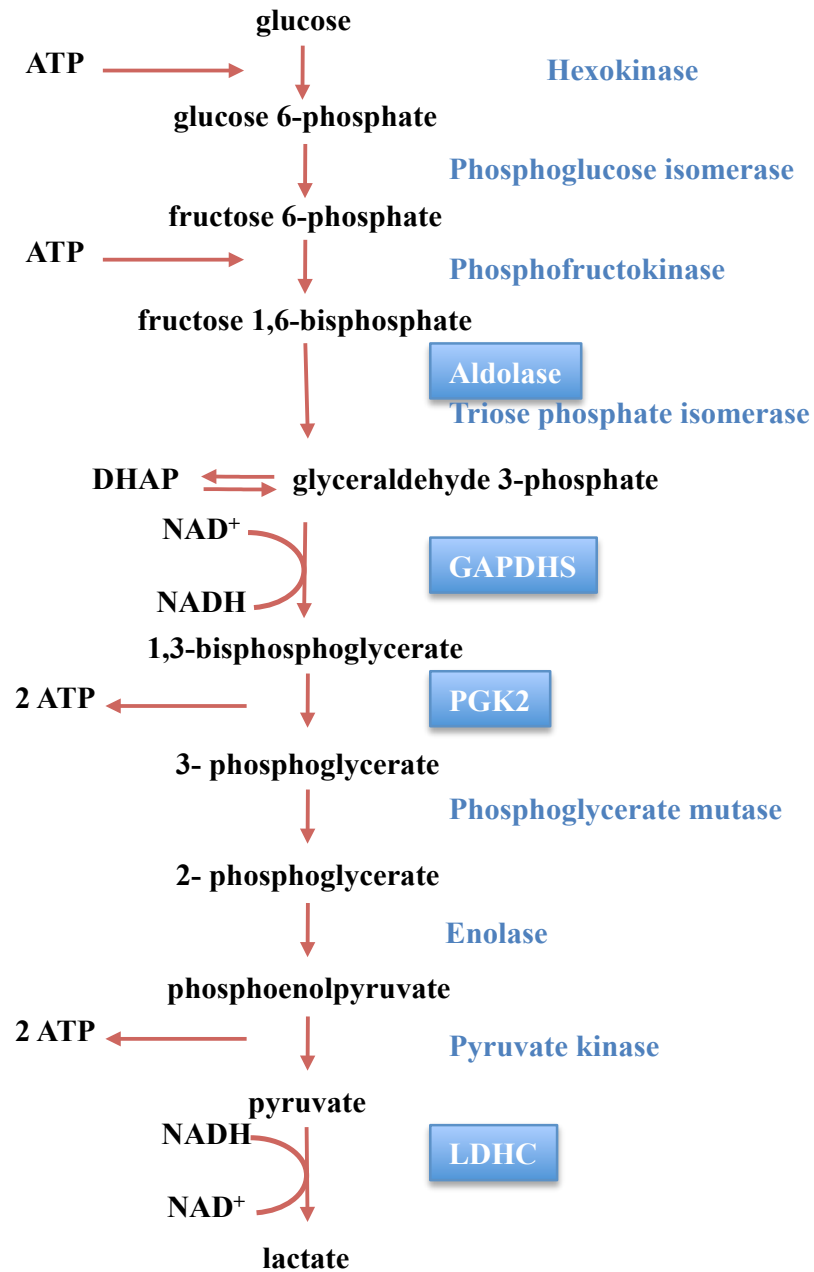 glucose
ATP
Hexokinase
glucose 6-phosphate
Phosphoglucose isomerase
fructose 6-phosphate
ATP
Phosphofructokinase
fructose 1,6-bisphosphate
Aldolase
Triose phosphate isomerase
DHAP
glyceraldehyde 3-phosphate
NAD⁺
GAPDHS
NADH
1,3-bisphosphoglycerate
2 ATP
PGK2
3- phosphoglycerate
Phosphoglycerate mutase
2- phosphoglycerate
Enolase
phosphoenolpyruvate
2 ATP
Pyruvate kinase
pyruvate
NADH
LDHC
NAD⁺
lactate